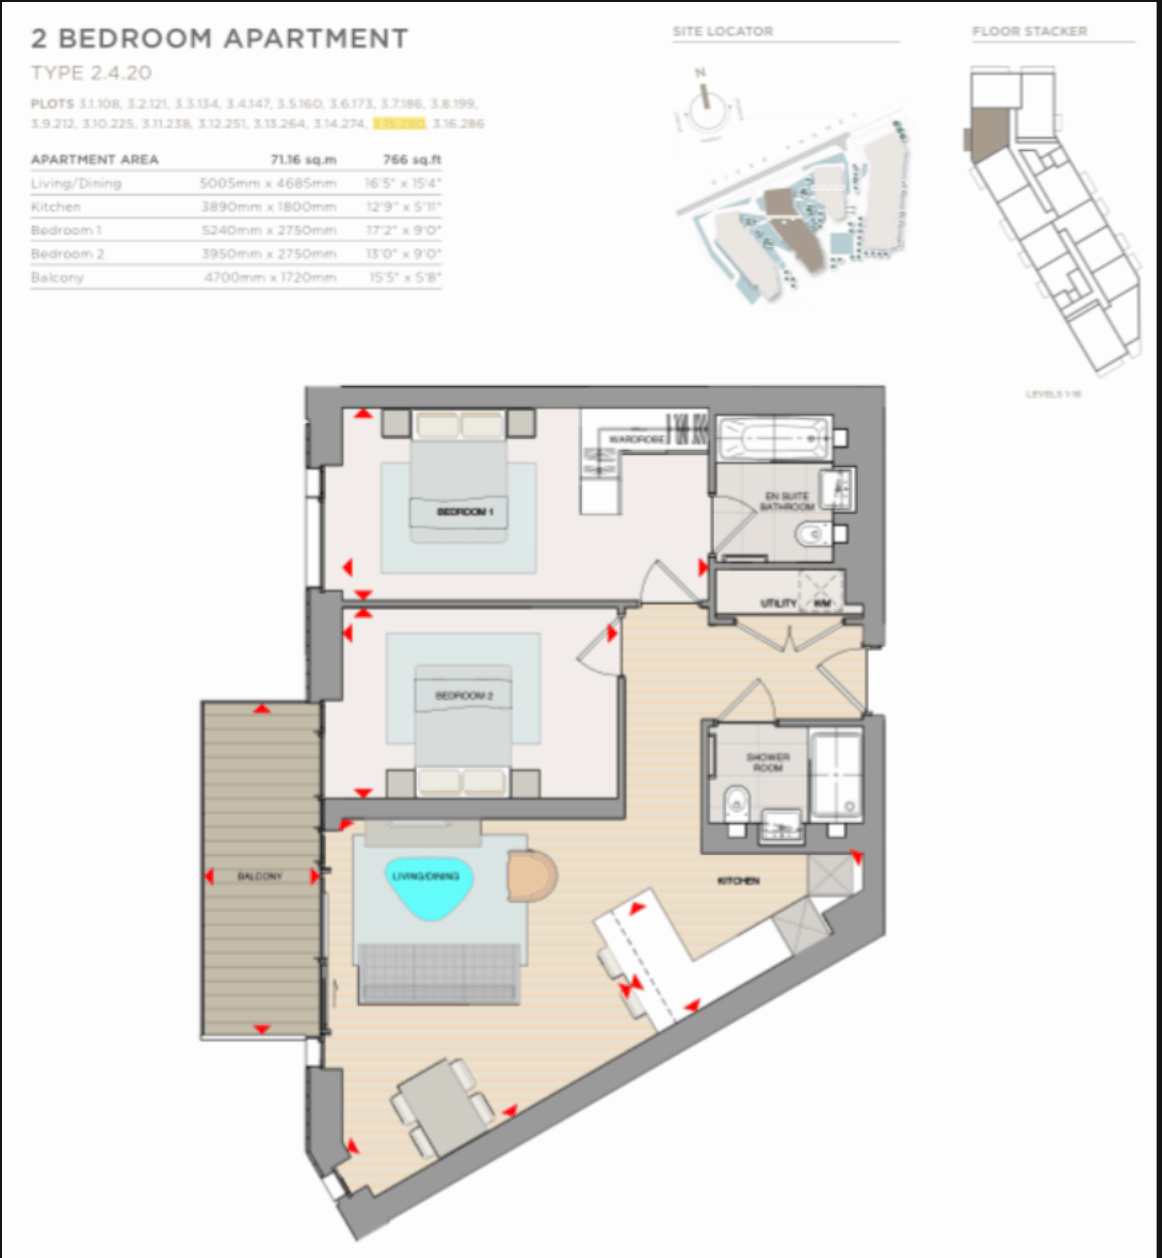 2 BEDROOM APARTMENT
TYPE 2.4.20
PLOTS 3.1.108, 3.2.121, 3.3.134, 3.4.147, 3.5.160, 3.6.173, 3.7.186, 3.8.199,
3.9.212, 3.10.225, 3.11.238, 3.12.251, 3.13.264, 3.14.274, 3.15.280, 3.16.286
APARTMENT AREA 71.16 sq.m 766 sq.ft
Living/Dining 5005mm x 4685mm 16'5" x 15'4"
Kitchen 3890mm x 1800mm 12'9" x 5'11"
Bedroom 1 5240mm x 2750mm 17'2" x 9'0"
Bedroom 2 3950mm x 2750mm 13'0" x 9'0"
Balcony 4700mm x 1720mm 15'5" x 5'8"
SITE LOCATOR
N
FLOOR STACKER
LEVELS 1-16
WARDROBE
BEDROOM 1
EN SUITE
BATHROOM
UTILITY WM
BEDROOM 2
SHOWER
ROOM
BALCONY
LIVING/DINING
KITCHEN